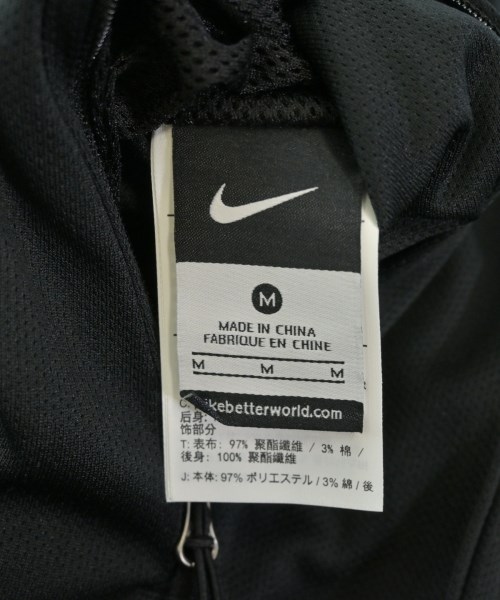 M
MADE IN CHINA
FABRIQUE EN CHINE
M M M
ikebetterworld.com
后身:
饰部分
T: 表布: 97% 聚酯纖維 / 3% 棉 /
後身: 100% 聚酯纖維
J: 本体: 97% ポリエステル / 3% 綿 / 後